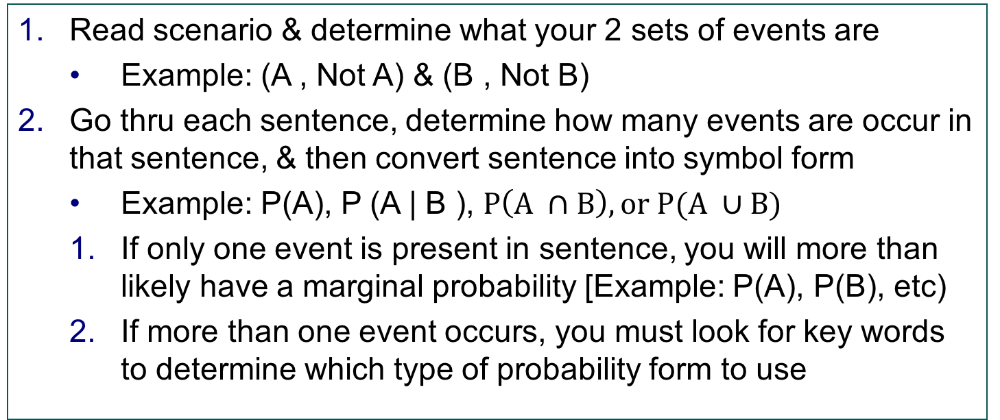 1. Read scenario & determine what your 2 sets of events are
• Example: (A , Not A) & (B , Not B)
2. Go thru each sentence, determine how many events are occur in
that sentence, & then convert sentence into symbol form
• Example: P(A), P (A | B ), P(A ∩ B), or P(A ∪ B)
1. If only one event is present in sentence, you will more than
likely have a marginal probability [Example: P(A), P(B), etc)
2. If more than one event occurs, you must look for key words
to determine which type of probability form to use